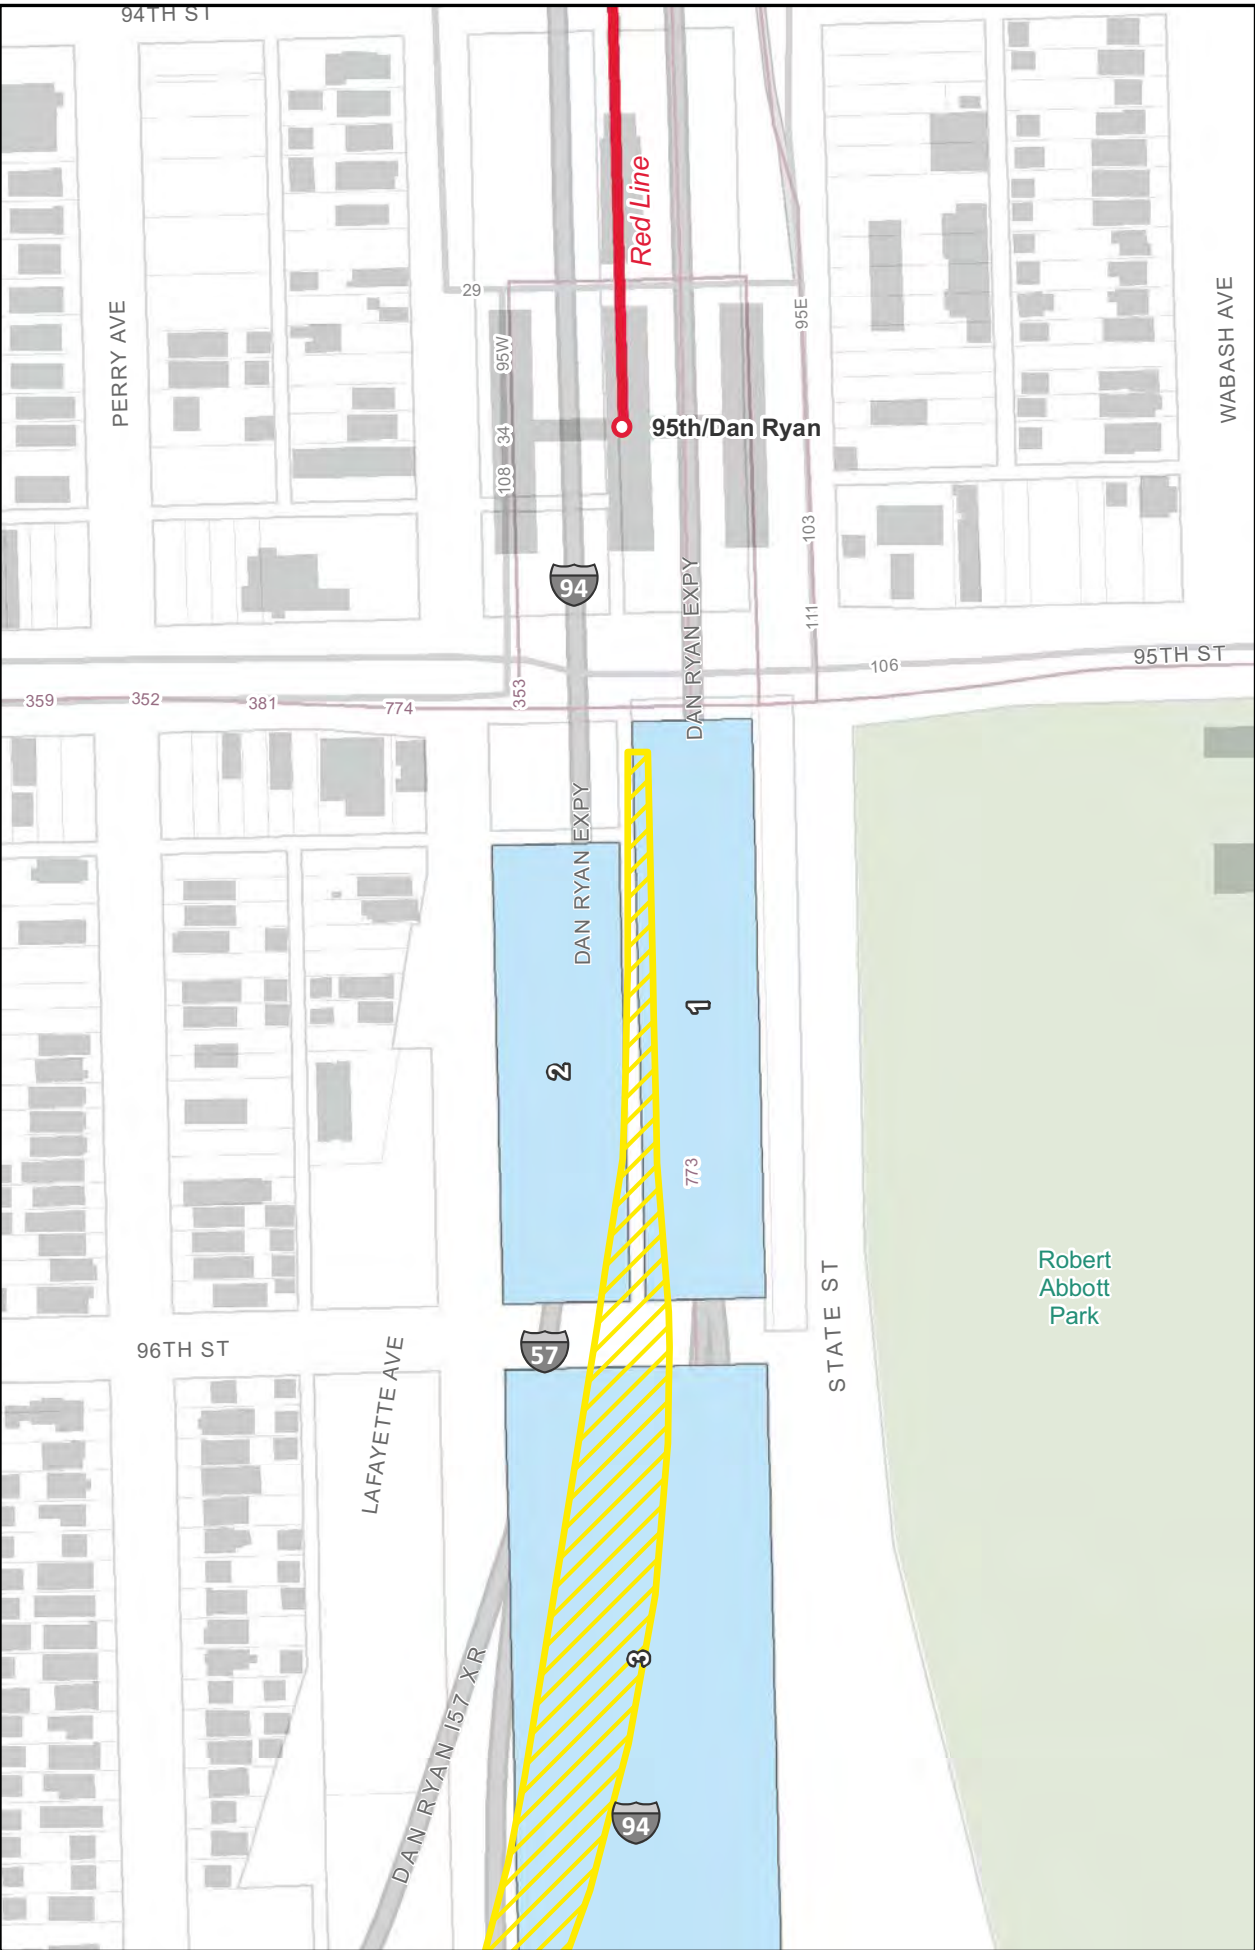 94TH ST
Red Line
29
95E
PERRY AVE
WABASH AVE
95W
34
95th/Dan Ryan
108
103
94
DAN RYAN EXPY
111
106
95TH ST
359
352
381
774
353
DAN RYAN EXPY
1
2
773
Robert
Abbott
Park
STATE ST
96TH ST
57
LAFAYETTE AVE
3
DAN RYAN I57 XR
94